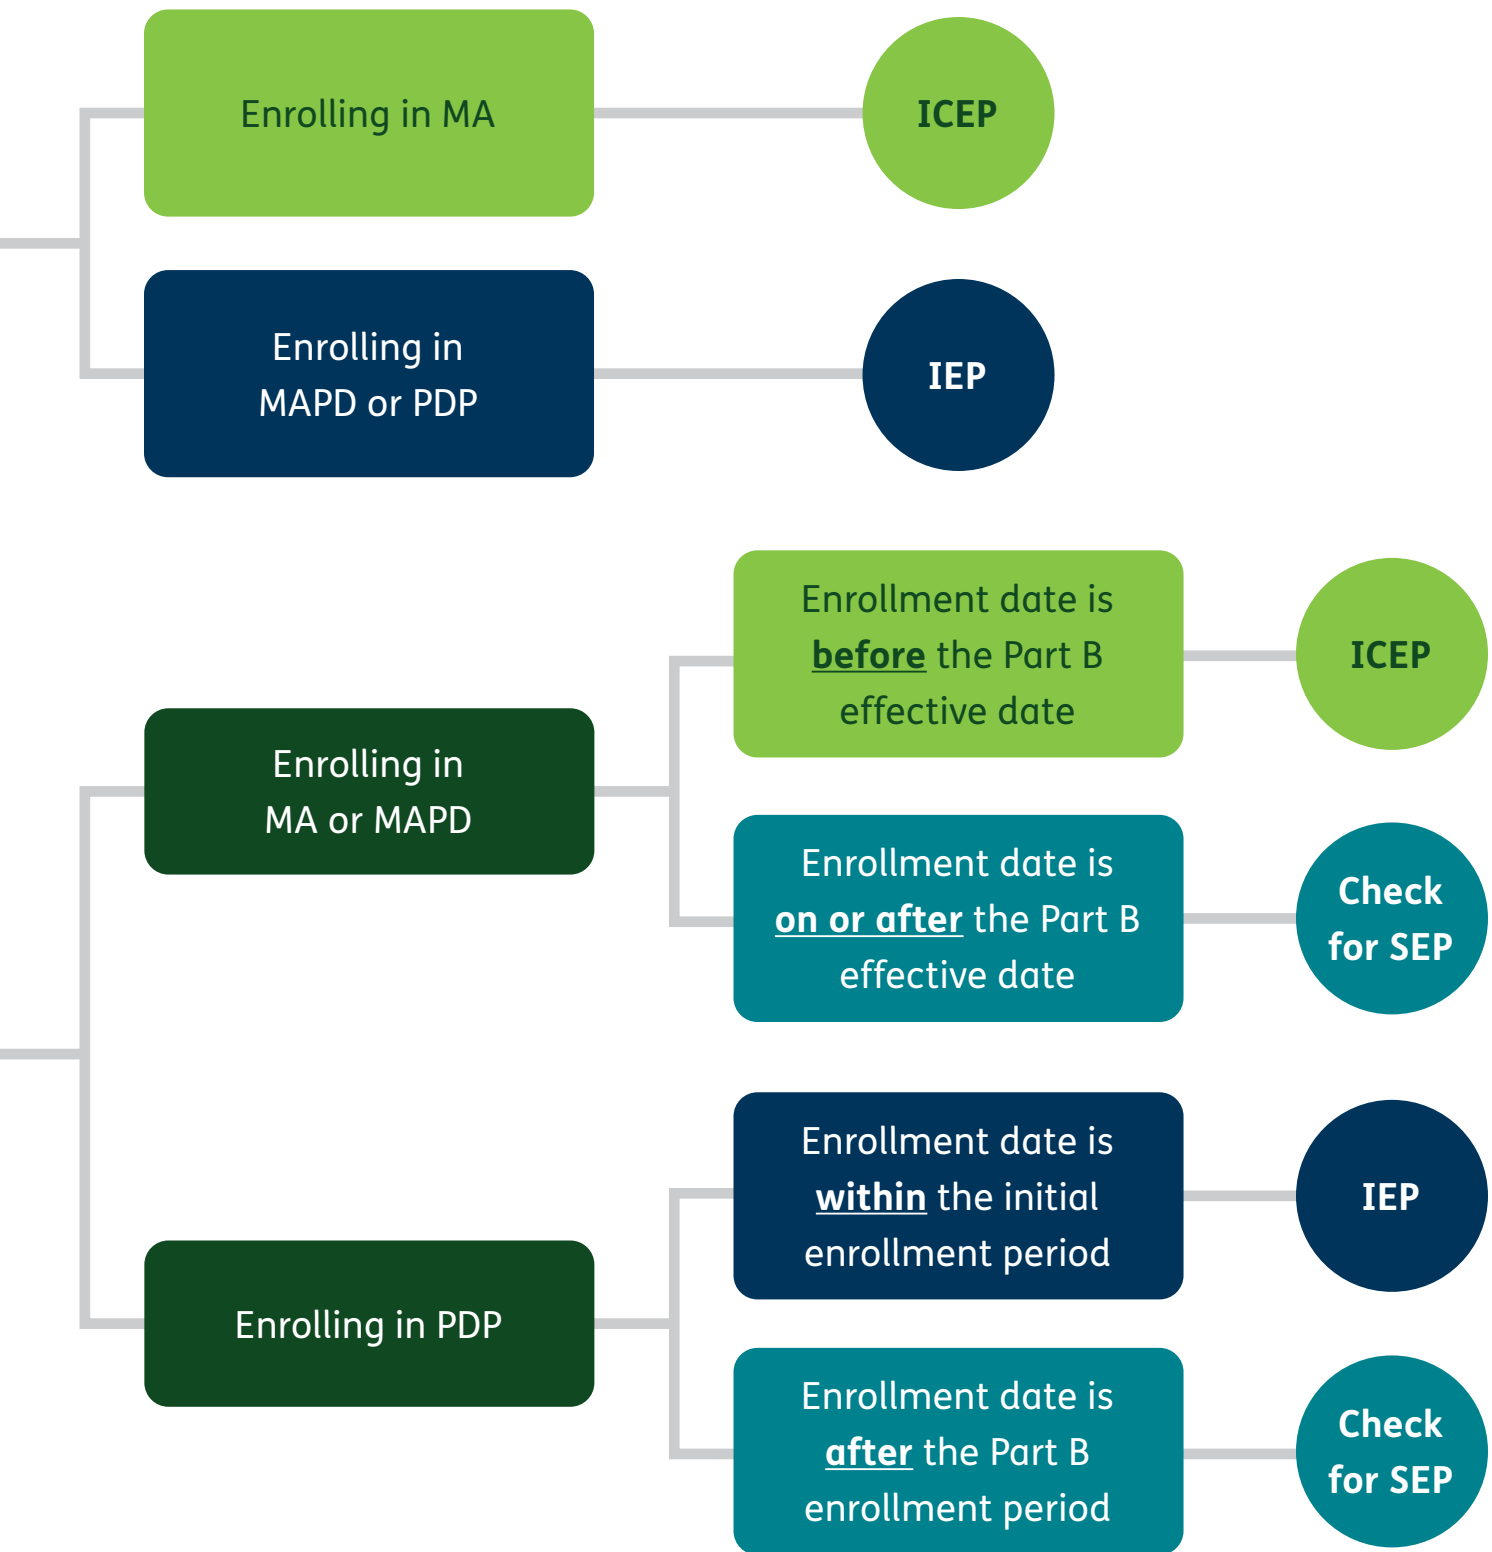 Enrolling in MA
ICEP
Enrolling in
MAPD or PDP
IEP
Enrolling in
MA or MAPD
Enrollment date is
before the Part B
effective date
ICEP
Enrollment date is
on or after the Part B
effective date
Check
for SEP
Enrolling in PDP
Enrollment date is
within the initial
enrollment period
IEP
Enrollment date is
after the Part B
enrollment period
Check
for SEP